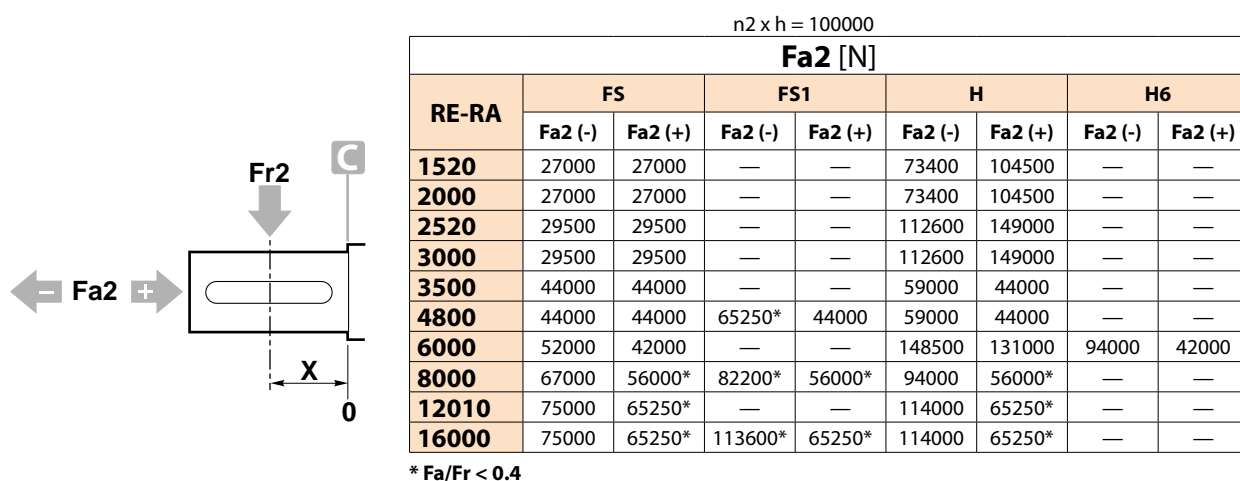 n2 x h = 100000
Fa2 [N]
RE-RA FS FS1 H H6
Fa2 (-) Fa2 (+) Fa2 (-) Fa2 (+) Fa2 (-) Fa2 (+) Fa2 (-) Fa2 (+)
1520 27000 27000 — — 73400 104500 — —
2000 27000 27000 — — 73400 104500 — —
2520 29500 29500 — — 112600 149000 — —
3000 29500 29500 — — 112600 149000 — —
3500 44000 44000 — — 59000 44000 — —
4800 44000 44000 65250* 44000 59000 44000 — —
6000 52000 42000 — — 148500 131000 94000 42000
8000 67000 56000* 82200* 56000* 94000 56000* — —
12010 75000 65250* — — 114000 65250* — —
16000 75000 65250* 113600* 65250* 114000 65250* — —
* Fa/Fr < 0.4
C
Fr2
- Fa2 +
X
0